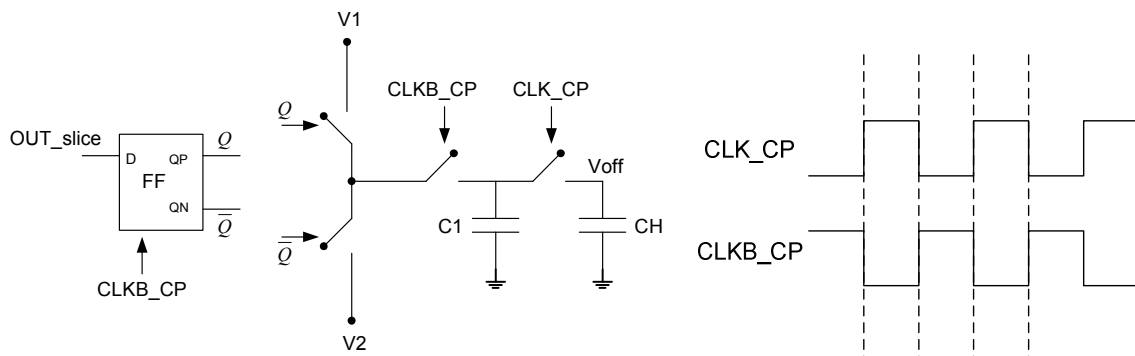 V1
CLKB_CP
CLK_CP
Q
OUT_slice
Q
D
QP
FF
QN
Q̅
Q̅
Voff
C1
CH
CLKB_CP
V2
CLK_CP
CLKB_CP